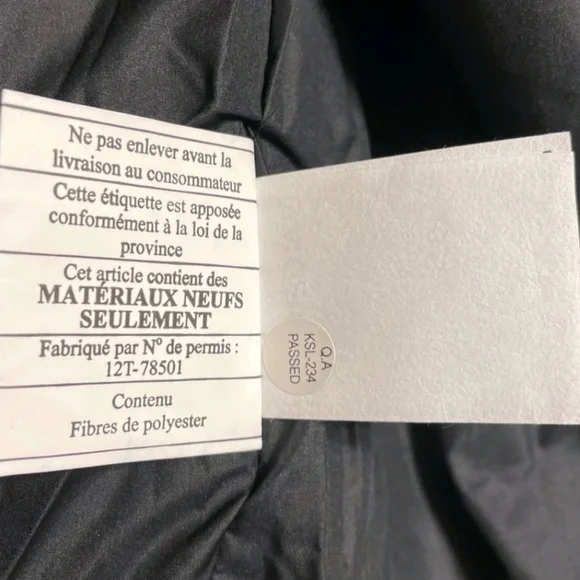 Ne pas enlever avant la
livraison au consommateur
Cette étiquette est apposée
conformément à la loi de la
province
Cet article contient des
MATÉRIAUX NEUFS
SEULEMENT
Fabriqué par Nº de permis :
12T-78501
Contenu
Fibres de polyester
Q.A
KSL-234
PASSED